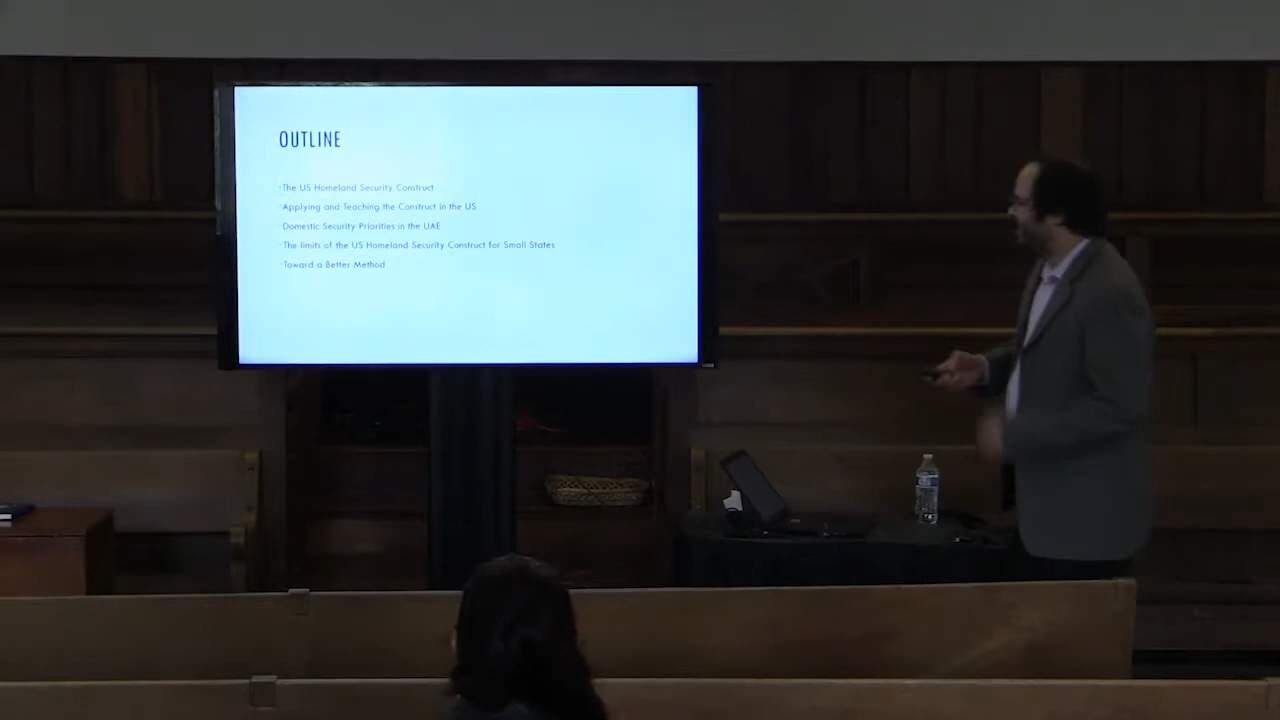 OUTLINE
The US Homeland Security Construct
Applying and Teaching the Construct in the US
Domestic Security Priorities in the UAE
The limits of the US Homeland Security Construct for Small States
Toward a Better Method